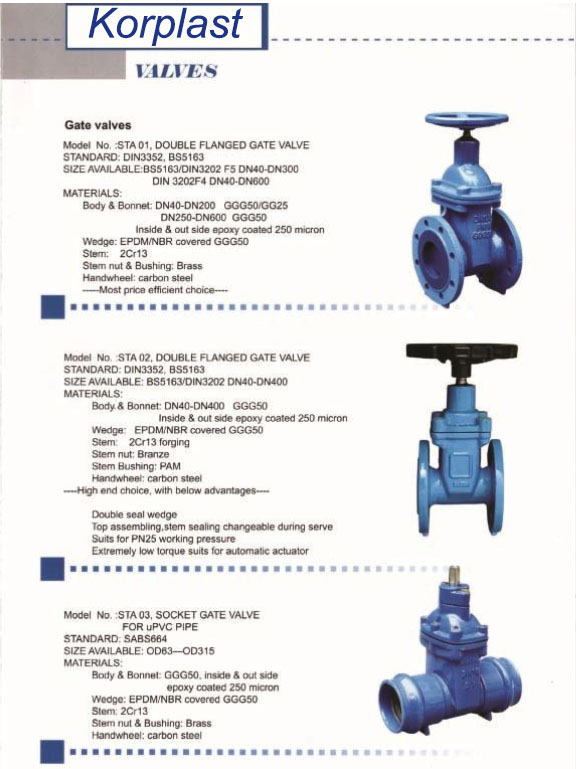 Korplast
VALVES
Gate valves
Model No. :STA 01, DOUBLE FLANGED GATE VALVE
STANDARD: DIN3352, BS5163
SIZE AVAILABLE:BS5163/DIN3202 F5 DN40-DN300
DIN 3202F4 DN40-DN600
MATERIALS:
Body & Bonnet: DN40-DN200 GGG50/GG25
DN250-DN600 GGG50
Inside & out side epoxy coated 250 micron
Wedge: EPDM/NBR covered GGG50
Stem: 2Cr13
Stem nut & Bushing: Brass
Handwheel: carbon steel
-----Most price efficient choice----
Model No. :STA 02, DOUBLE FLANGED GATE VALVE
STANDARD: DIN3352, BS5163
SIZE AVAILABLE: BS5163/DIN3202 DN40-DN400
MATERIALS:
Body & Bonnet: DN40-DN400 GGG50
Inside & out side epoxy coated 250 micron
Wedge: EPDM/NBR covered GGG50
Stem: 2Cr13 forging
Stem nut: Branze
Stem Bushing: PAM
Handwheel: carbon steel
----High end choice, with below advantages----
Double seal wedge
Top assembling,stem sealing changeable during serve
Suits for PN25 working pressure
Extremely low torque suits for automatic actuator
Model No. :STA 03, SOCKET GATE VALVE
FOR uPVC PIPE
STANDARD: SABS664
SIZE AVAILABLE: OD63---OD315
MATERIALS:
Body & Bonnet: GGG50, inside & out side
epoxy coated 250 micron
Wedge: EPDM/NBR covered GGG50
Stem: 2Cr13
Stem nut & Bushing: Brass
Handwheel: carbon steel